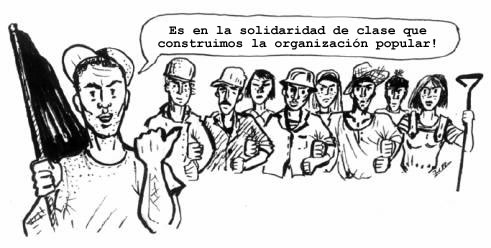 Es en la solidaridad de clase que
construimos la organización popular!